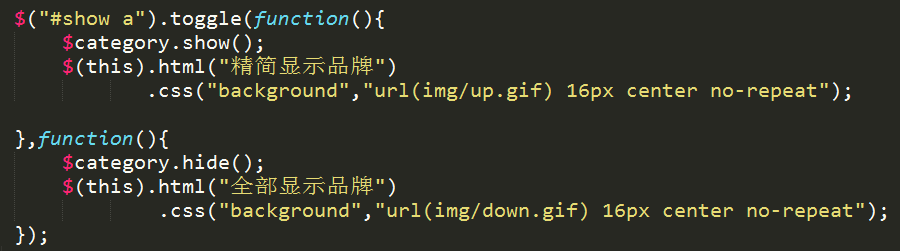 $("#show a").toggle(function(){
    $category.show();
    $(this).html("精简显示品牌")
           .css("background","url(img/up.gif) 16px center no-repeat");

},function(){
    $category.hide();
    $(this).html("全部显示品牌")
            .css("background","url(img/down.gif) 16px center no-repeat");
});